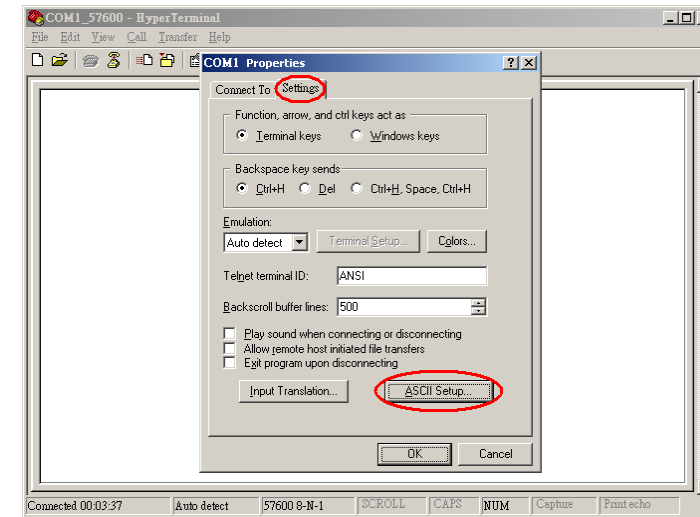 COM1_57600 - HyperTerminal
File Edit View Call Transfer Help
COM1 Properties
Connect To Settings
Function, arrow, and ctrl keys act as
Terminal keys Windows keys
Backspace key sends
Ctrl+H Del Ctrl+H, Space, Ctrl+H
Emulation:
Auto detect Terminal Setup... Colors...
Telnet terminal ID: ANSI
Backscroll buffer lines: 500
Play sound when connecting or disconnecting
Allow remote host initiated file transfers
Exit program upon disconnecting
Input Translation... ASCII Setup...
OK Cancel
Connected 00:03:37 Auto detect 57600 8-N-1 SCROLL CAPS NUM Capture Print echo